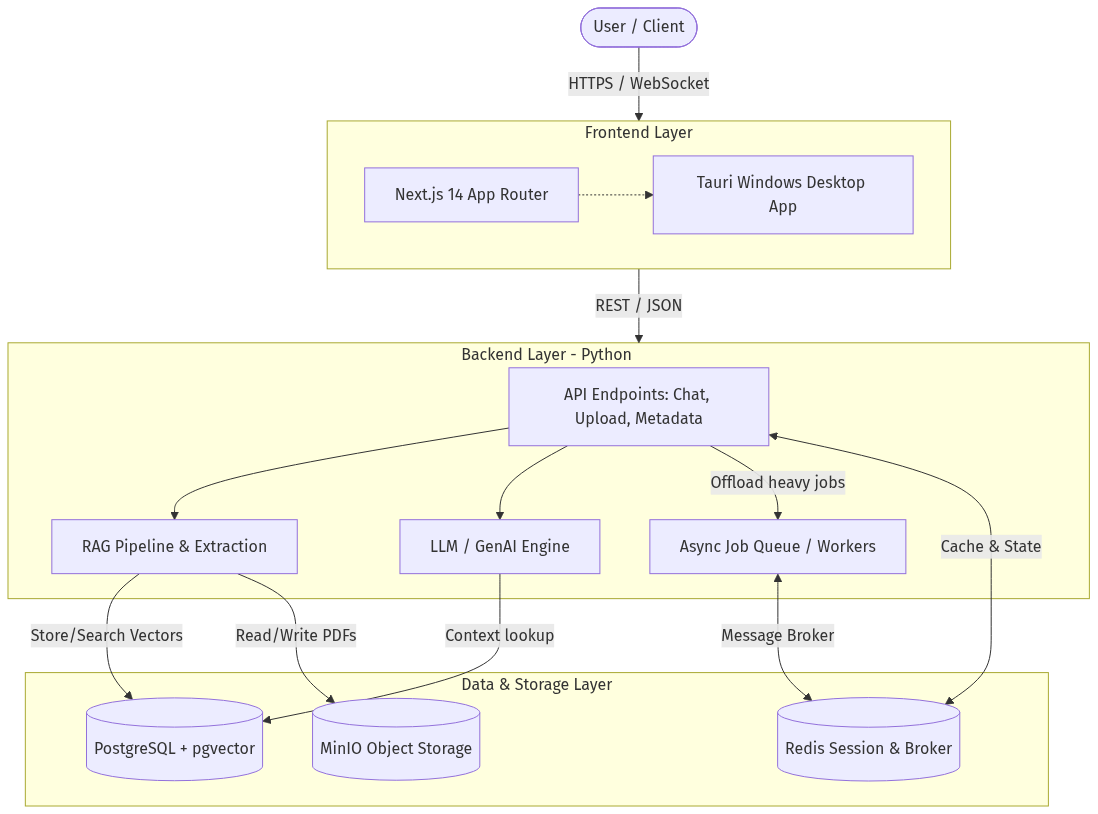 User / Client
HTTPS / WebSocket
Frontend Layer
Next.js 14 App Router
Tauri Windows Desktop
App
REST / JSON
Backend Layer - Python
API Endpoints: Chat,
Upload, Metadata
Offload heavy jobs
RAG Pipeline & Extraction
LLM / GenAI Engine
Async Job Queue / Workers
Cache & State
Store/Search Vectors
Read/Write PDFs
Context lookup
Message Broker
Data & Storage Layer
PostgreSQL + pgvector
MinIO Object Storage
Redis Session & Broker